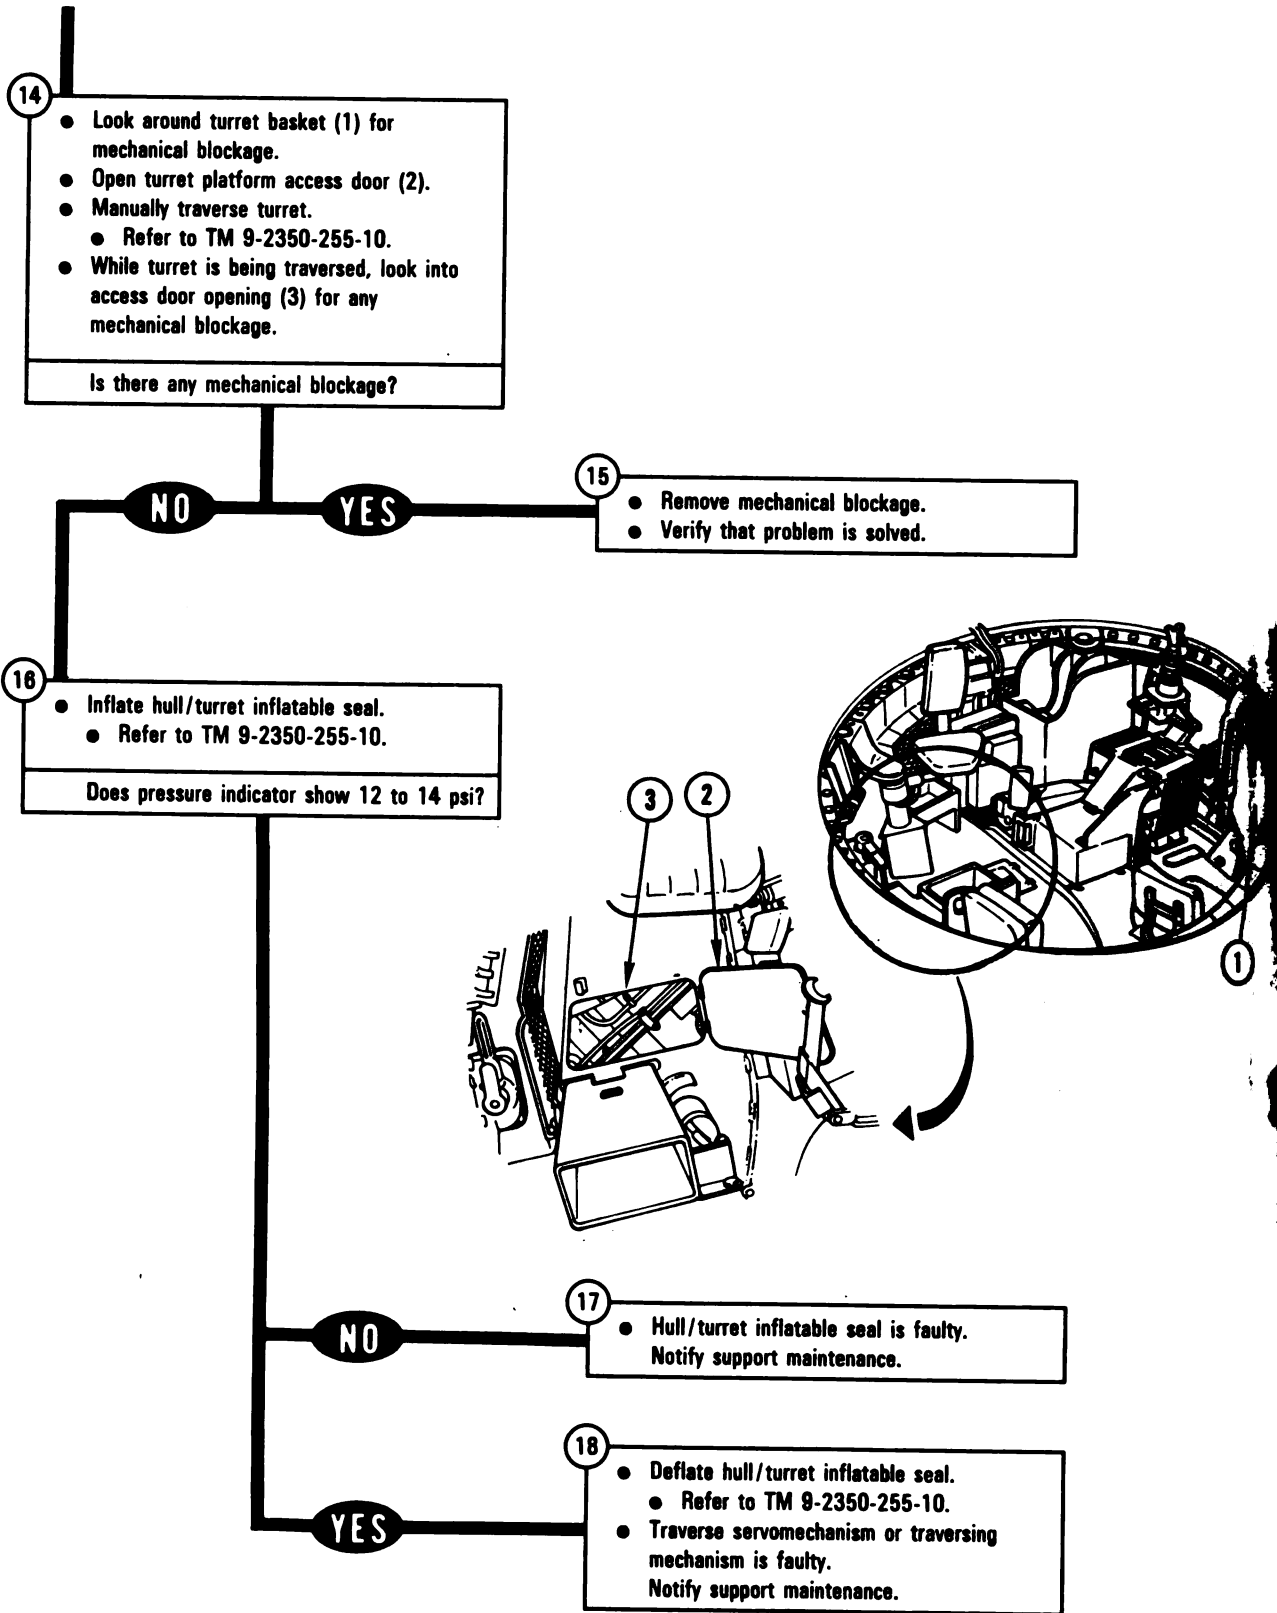 14
● Look around turret basket (1) for
mechanical blockage.
● Open turret platform access door (2).
● Manually traverse turret.
● Refer to TM 9-2350-255-10.
● While turret is being traversed, look into
access door opening (3) for any
mechanical blockage.
Is there any mechanical blockage?
NO
YES
15
● Remove mechanical blockage.
● Verify that problem is solved.
16
● Inflate hull/turret inflatable seal.
● Refer to TM 9-2350-255-10.
Does pressure indicator show 12 to 14 psi?
3
2
1
NO
17
● Hull/turret inflatable seal is faulty.
Notify support maintenance.
YES
18
● Deflate hull/turret inflatable seal.
● Refer to TM 9-2350-255-10.
● Traverse servomechanism or traversing
mechanism is faulty.
Notify support maintenance.